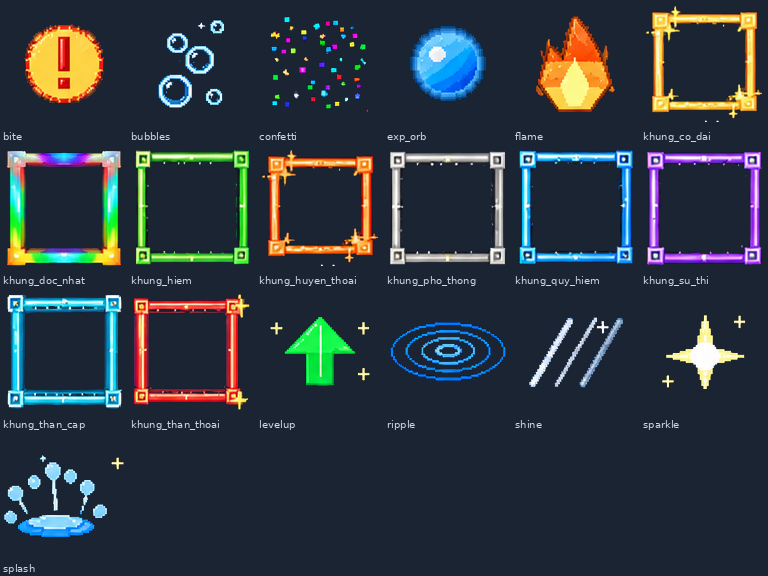 bite
bubbles
confetti
exp_orb
flame
khung_co_dai
khung_doc_nhat
khung_hiem
khung_huyen_thoai
khung_pho_thong
khung_quy_hiem
khung_su_thi
khung_than_cap
khung_than_thoai
levelup
ripple
shine
sparkle
splash